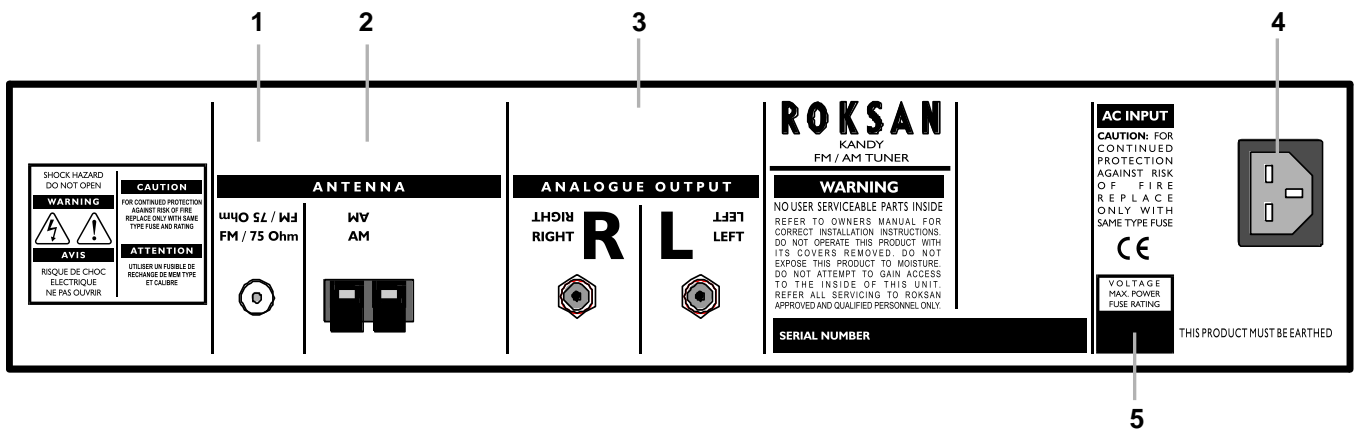 1
2
3
4
SHOCK HAZARD
DO NOT OPEN
WARNING
AVIS
RISQUE DE CHOC
ELECTRIQUE
NE PAS OUVRIR
CAUTION
FOR CONTINUED PROTECTION
AGAINST RISK OF FIRE
REPLACE ONLY WITH SAME
TYPE FUSE AND RATING
ATTENTION
UTILISER UN FUSIBLE DE
RECHANGE DE MEM TYPE
ET CALIBRE
ANTENNA
FM / 75 Ohm
FM / 75 Ohm
AM
AM
ANALOGUE OUTPUT
RIGHT
RIGHT
R
L
LEFT
LEFT
ROKSAN
KANDY
FM / AM TUNER
WARNING
NO USER SERVICEABLE PARTS INSIDE
REFER TO OWNERS MANUAL FOR
CORRECT INSTALLATION INSTRUCTIONS.
DO NOT OPERATE THIS PRODUCT WITH
ITS COVERS REMOVED. DO NOT
EXPOSE THIS PRODUCT TO MOISTURE.
DO NOT ATTEMPT TO GAIN ACCESS
TO THE INSIDE OF THIS UNIT.
REFER ALL SERVICING TO ROKSAN
APPROVED AND QUALIFIED PERSONNEL ONLY.
SERIAL NUMBER
AC INPUT
CAUTION: FOR
CONTINUED
PROTECTION
AGAINST RISK
OF FIRE
REPLACE
ONLY WITH
SAME TYPE FUSE
CE
VOLTAGE
MAX. POWER
FUSE RATING
THIS PRODUCT MUST BE EARTHED
5